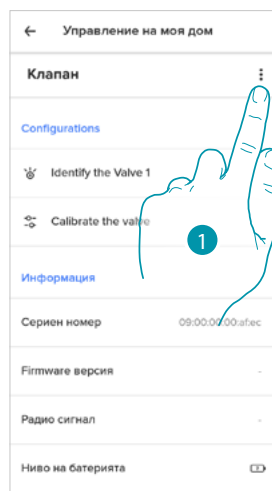 Управление на моя дом
Клапан
Configurations
Identify the Valve 1
Calibrate the valve
1
Информация
Сериен номер 09:00:00:00:af:ec
Firmware версия -
Радио сигнал -
Ниво на батерията